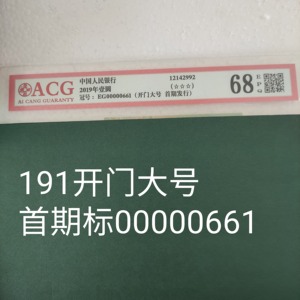 ACG
AI CANG GUARANTY
中国人民银行
2019年壹圆
冠号：EG00000661（开门大号 首期发行）
12142992
(☆☆☆)
68
EPQ
191开门大号
首期标00000661